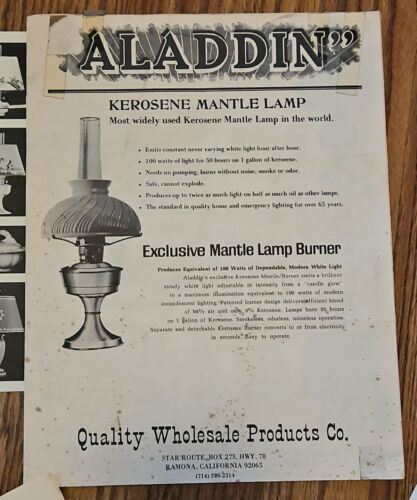 ALADDIN"
KEROSENE MANTLE LAMP
Most widely used Kerosene Mantle Lamp in the world.
• Emits constant never varying white light hour after hour.
• 100 watts of light for 50 hours on 1 gallon of kerosene.
• Needs no pumping, burns without noise, smoke or odor.
• Safe, cannot explode.
• Produces up to twice as much light on half as much oil as other lamps.
• The standard in quality home and emergency lighting for over 65 years.
Exclusive Mantle Lamp Burner
Produces Equivalent of 100 Watts of Dependable, Modern White Light
Aladdin's exclusive Kerosene Mantle/Burner emits a brilliant
steady white light adjustable in intensity from a "candle glow"
to a maximum illumination equivalent to 100 watts of modern
incandescent lighting. Patented burner design delivers efficient blend
of 94% air and only 6% Kerosene. Lamps burn 50 hours
on 1 gallon of Kerosene. Smokeless, odorless, noiseless operation.
Separate and detachable Kerosene Burner converts to or from electricity
in seconds. Easy to operate.
Quality Wholesale Products Co.
STAR ROUTE, BOX 275, HWY. 78
RAMONA, CALIFORNIA 92065
(714) 789-2314